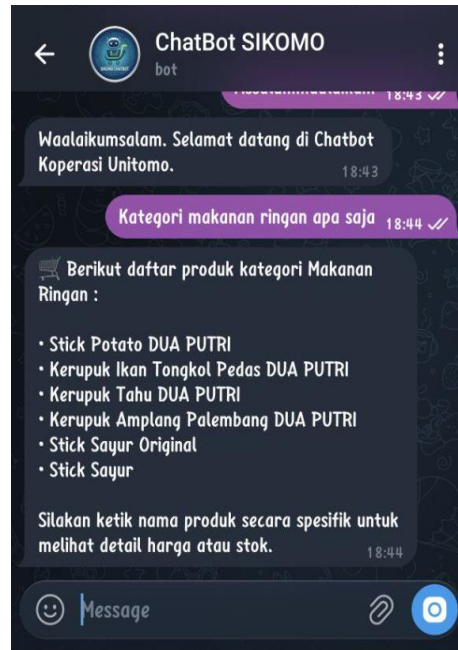 ChatBot SIKOMO
bot
18:43
Waalaikumsalam. Selamat datang di Chatbot
Koperasi Unitomo.
18:43
Kategori makanan ringan apa saja 18:44
Berikut daftar produk kategori Makanan
Ringan :
• Stick Potato DUA PUTRI
• Kerupuk Ikan Tongkol Pedas DUA PUTRI
• Kerupuk Tahu DUA PUTRI
• Kerupuk Amplang Palembang DUA PUTRI
• Stick Sayur Original
• Stick Sayur
Silakan ketik nama produk secara spesifik untuk
melihat detail harga atau stok.
18:44
Message